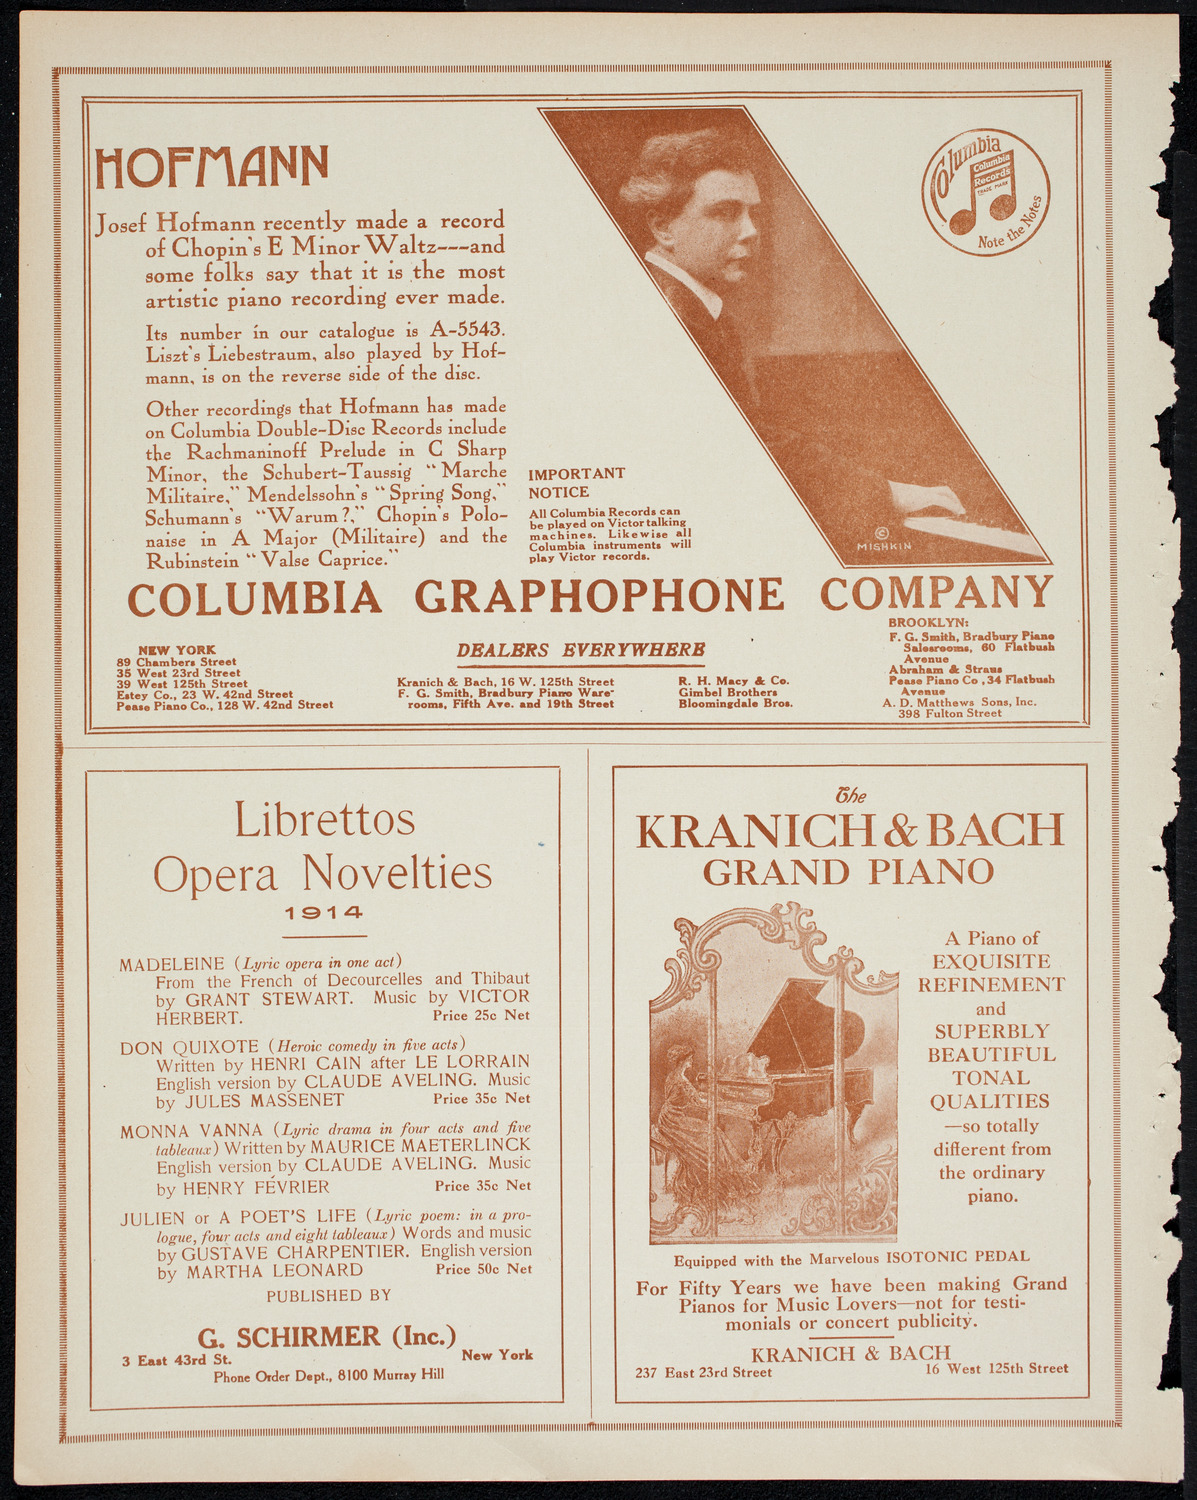 HOFMANN
Josef Hofmann recently made a record
of Chopin's E Minor Waltz---and
some folks say that it is the most
artistic piano recording ever made.
Its number in our catalogue is A-5543.
Liszt's Liebestraum, also played by Hof-
mann, is on the reverse side of the disc.
Other recordings that Hofmann has made
on Columbia Double-Disc Records include
the Rachmaninoff Prelude in C Sharp
Minor, the Schubert-Taussig "Marche
Militaire," Mendelssohn's "Spring Song,"
Schumann's "Warum?," Chopin's Polo-
naise in A Major (Militaire) and the
Rubinstein "Valse Caprice."
IMPORTANT
NOTICE
All Columbia Records can
be played on Victor talking
machines. Likewise all
Columbia instruments will
play Victor records.
© 
MISHKIN
Columbia
Columbia
Records
TRADE MARK
Note the Notes
COLUMBIA GRAPHOPHONE COMPANY
NEW YORK
89 Chambers Street
35 West 23rd Street
39 West 125th Street
Estey Co., 23 W. 42nd Street
Pease Piano Co., 128 W. 42nd Street
DEALERS EVERYWHERE
Kranich & Bach, 16 W. 125th Street
F. G. Smith, Bradbury Piano Ware-
rooms, Fifth Ave. and 19th Street
R. H. Macy & Co.
Gimbel Brothers
Bloomingdale Bros.
BROOKLYN:
F. G. Smith, Bradbury Piano
Salesrooms, 60 Flatbush
Avenue
Abraham & Straus
Pease Piano Co., 34 Flatbush
Avenue
A. D. Matthews Sons, Inc.
398 Fulton Street
Librettos
Opera Novelties
1914
MADELEINE (Lyric opera in one act)
From the French of Decourcelles and Thibaut
by GRANT STEWART. Music by VICTOR
HERBERT. Price 25c Net
DON QUIXOTE (Heroic comedy in five acts)
Written by HENRI CAIN after LE LORRAIN
English version by CLAUDE AVELING. Music
by JULES MASSENET Price 35c Net
MONNA VANNA (Lyric drama in four acts and five
tableaux) Written by MAURICE MAETERLINCK
English version by CLAUDE AVELING. Music
by HENRY FÉVRIER Price 35c Net
JULIEN or A POET'S LIFE (Lyric poem: in a pro-
logue, four acts and eight tableaux) Words and music
by GUSTAVE CHARPENTIER. English version
by MARTHA LEONARD Price 50c Net
PUBLISHED BY
G. SCHIRMER (Inc.)
3 East 43rd St. New York
Phone Order Dept., 8100 Murray Hill
The
KRANICH & BACH
GRAND PIANO
A Piano of
EXQUISITE
REFINEMENT
and
SUPERBLY
BEAUTIFUL
TONAL
QUALITIES
—so totally
different from
the ordinary
piano.
Equipped with the Marvelous ISOTONIC PEDAL
For Fifty Years we have been making Grand
Pianos for Music Lovers—not for testi-
monials or concert publicity.
KRANICH & BACH
237 East 23rd Street 16 West 125th Street